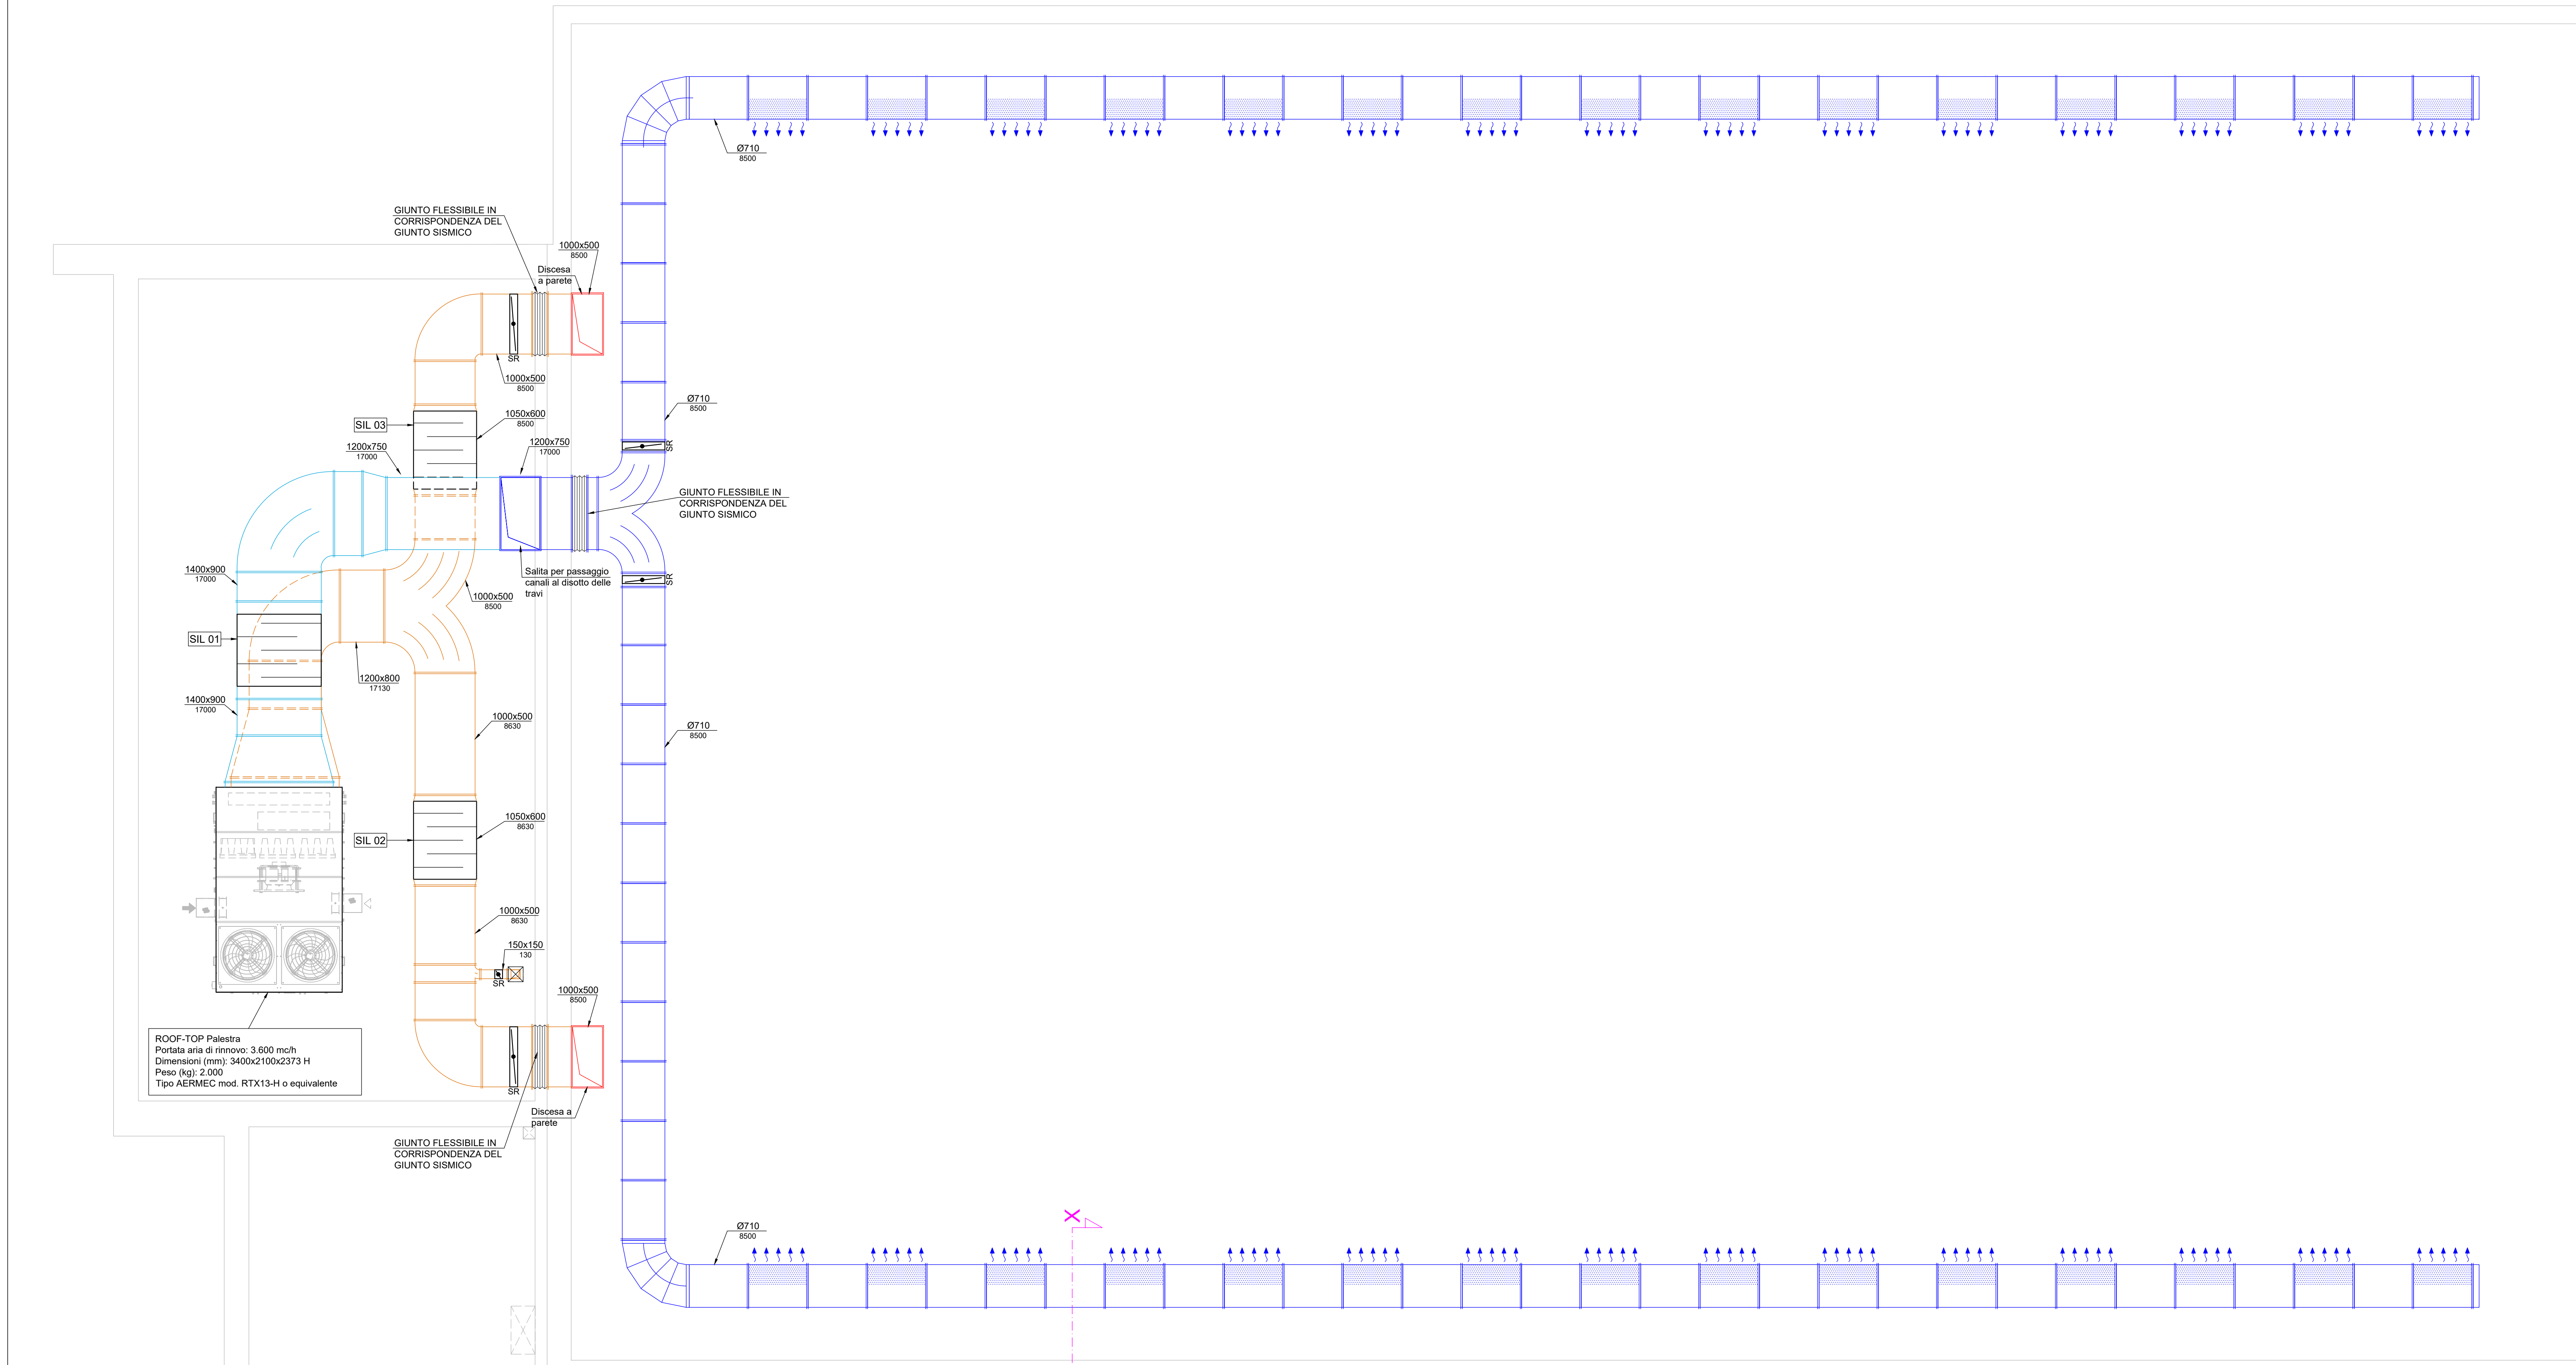 Ø710
8500
GIUNTO FLESSIBILE IN
CORRISPONDENZA DEL
GIUNTO SISMICO
1000x500
8500
Discesa
a parete
SR
1000x500
8500
Ø710
8500
SIL 03
1050x600
8500
1200x750
17000
1200x750
17000
SR
GIUNTO FLESSIBILE IN
CORRISPONDENZA DEL
GIUNTO SISMICO
1400x900
17000
Salita per passaggio
canali al disotto delle
travi
SR
1000x500
8500
SIL 01
1200x800
17130
1400x900
17000
1000x500
8630
Ø710
8500
1050x600
8630
SIL 02
1000x500
8630
150x150
130
SR
1000x500
8500
ROOF-TOP Palestra
Portata aria di rinnovo: 3.600 mc/h
Dimensioni (mm): 3400x2100x2373 H
Peso (kg): 2.000
Tipo AERMEC mod. RTX13-H o equivalente
SR
Discesa a
parete
GIUNTO FLESSIBILE IN
CORRISPONDENZA DEL
GIUNTO SISMICO
Ø710
8500
X